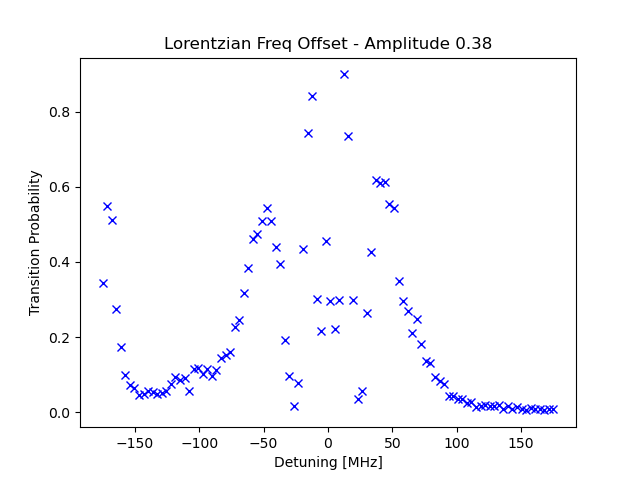 Lorentzian Freq Offset - Amplitude 0.38
Transition Probability
0.8
0.6
0.4
0.2
0.0
−150 −100 −50 0 50 100 150
Detuning [MHz]